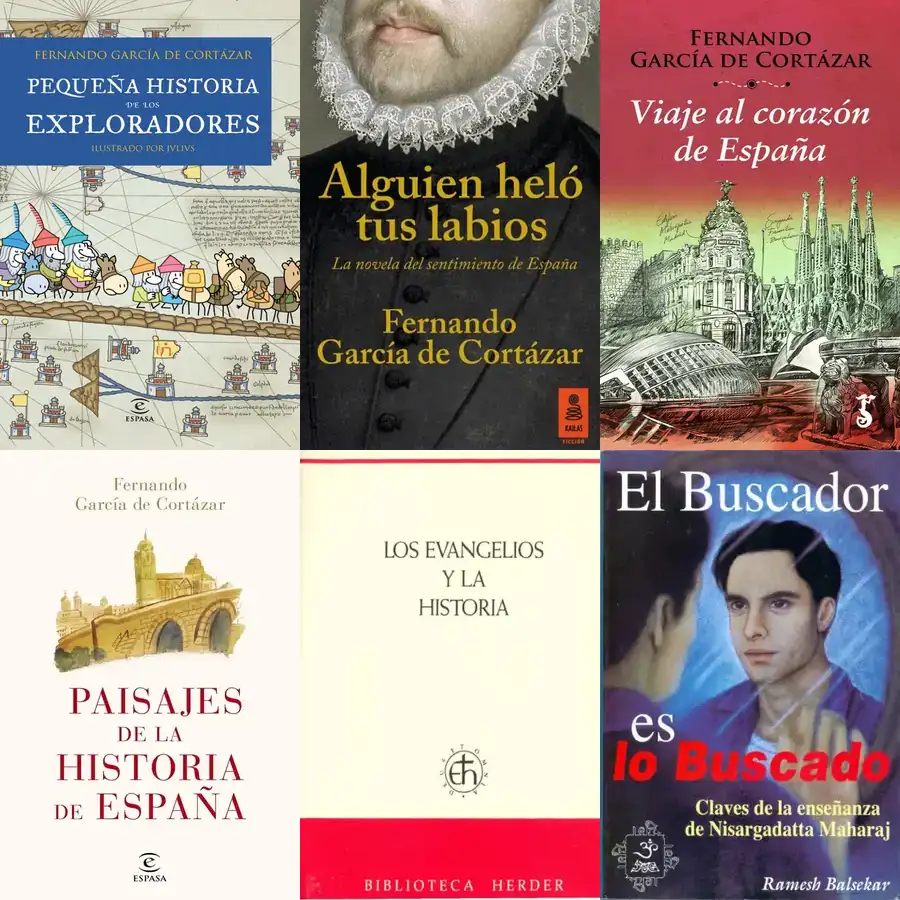 FERNANDO GARCÍA DE CORTÁZAR
PEQUEÑA HISTORIA
DE LOS
EXPLORADORES
ILUSTRADO POR JVLIVS
ESPASA
Alguien heló
tus labios
La novela del sentimiento de España
Fernando
García de Cortázar
KAILAS
FICCIÓN
FERNANDO
GARCÍA DE CORTÁZAR
Viaje al corazón
de España
Fernando
García de Cortázar
PAISAJES
DE LA
HISTORIA
DE ESPAÑA
ESPASA
LOS EVANGELIOS
Y LA
HISTORIA
BIBLIOTECA HERDER
El Buscador
es
lo Buscado
Claves de la enseñanza
de Nisargadatta Maharaj
Ramesh Balsekar